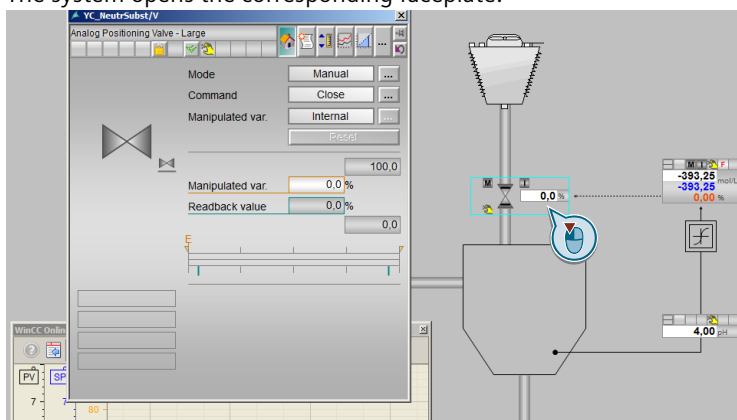 The system opens the corresponding faceplate.
YC_NeutrSubst/V
Analog Positioning Valve - Large
...
Mode Manual ...
Command Close ...
Manipulated var. Internal ...
Reset
100,0
Manipulated var. 0,0 %
Readback value 0,0 %
0,0
E
M I
0,0 %
M I F
-393,25 mol/L
-393,25
0,00 %
4,00 pH
WinCC Onlin
PV SP
7 7 80